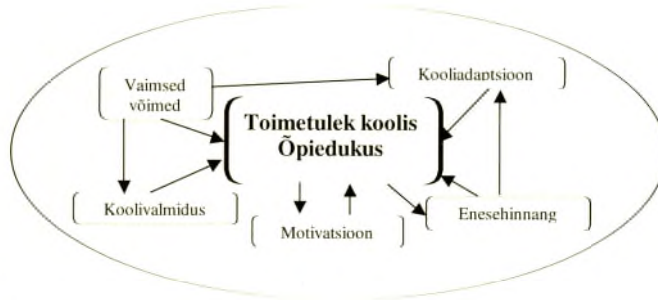 Vaimsed
võimed
Kooliadaptsioon
Toimetulek koolis
Õpiedukus
Koolivalmidus
Motivatsioon
Enesehinnang